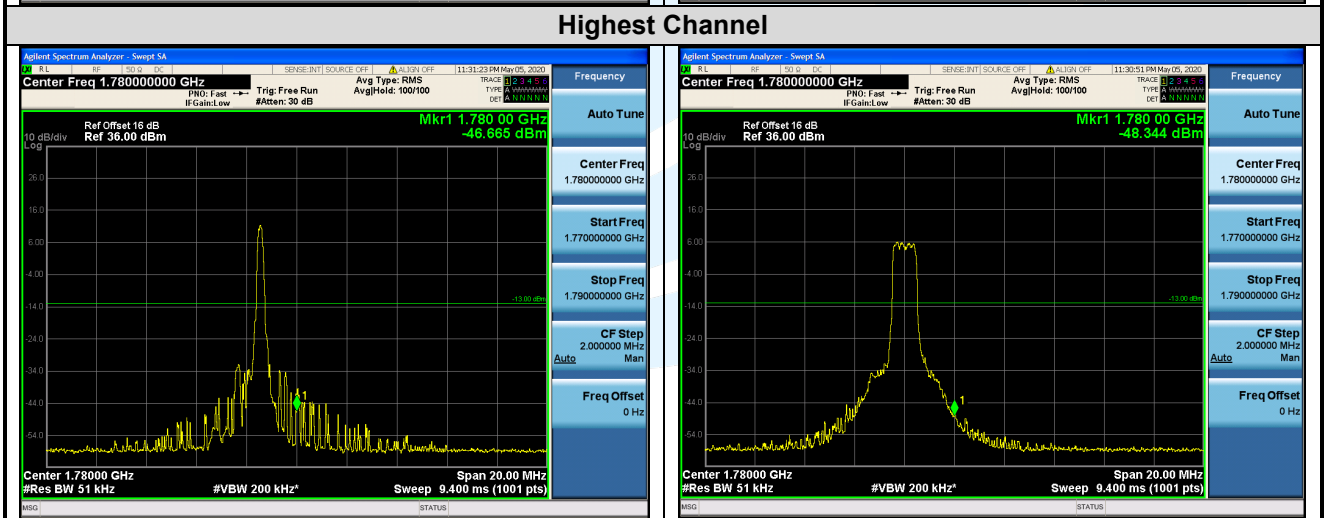 Highest Channel
Agilent Spectrum Analyzer - Swept SA
RL RF 50 Ω DC SENSE:INT SOURCE OFF ALIGN OFF 11:31:23 PM May 05, 2020
Center Freq 1.780000000 GHz
PNO: Fast
IFGain:Low
Trig: Free Run
#Atten: 30 dB
Avg Type: RMS
Avg|Hold: 100/100
TRACE 1 2 3 4 5 6
TYPE A
DET A N N N N N
Mkr1 1.780 00 GHz
-46.665 dBm
Ref Offset 16 dB
10 dB/div Ref 36.00 dBm
Log
26.0
16.0
6.00
-4.00
-14.0
-24.0
-34.0
-44.0
-54.0
-13.00 dBm
1
Center 1.78000 GHz Span 20.00 MHz
#Res BW 51 kHz #VBW 200 kHz* Sweep 9.400 ms (1001 pts)
MSG STATUS
Frequency
Auto Tune
Center Freq
1.780000000 GHz
Start Freq
1.770000000 GHz
Stop Freq
1.790000000 GHz
CF Step
2.000000 MHz
Auto Man
Freq Offset
0 Hz
Agilent Spectrum Analyzer - Swept SA
RL RF 50 Ω DC SENSE:INT SOURCE OFF ALIGN OFF 11:30:51 PM May 05, 2020
Center Freq 1.780000000 GHz
PNO: Fast
IFGain:Low
Trig: Free Run
#Atten: 30 dB
Avg Type: RMS
Avg|Hold: 100/100
TRACE 1 2 3 4 5 6
TYPE A
DET A N N N N N
Mkr1 1.780 00 GHz
-48.344 dBm
Ref Offset 16 dB
10 dB/div Ref 36.00 dBm
Log
26.0
16.0
6.00
-4.00
-14.0
-24.0
-34.0
-44.0
-54.0
-13.00 dBm
1
Center 1.78000 GHz Span 20.00 MHz
#Res BW 51 kHz #VBW 200 kHz* Sweep 9.400 ms (1001 pts)
MSG STATUS
Frequency
Auto Tune
Center Freq
1.780000000 GHz
Start Freq
1.770000000 GHz
Stop Freq
1.790000000 GHz
CF Step
2.000000 MHz
Auto Man
Freq Offset
0 Hz